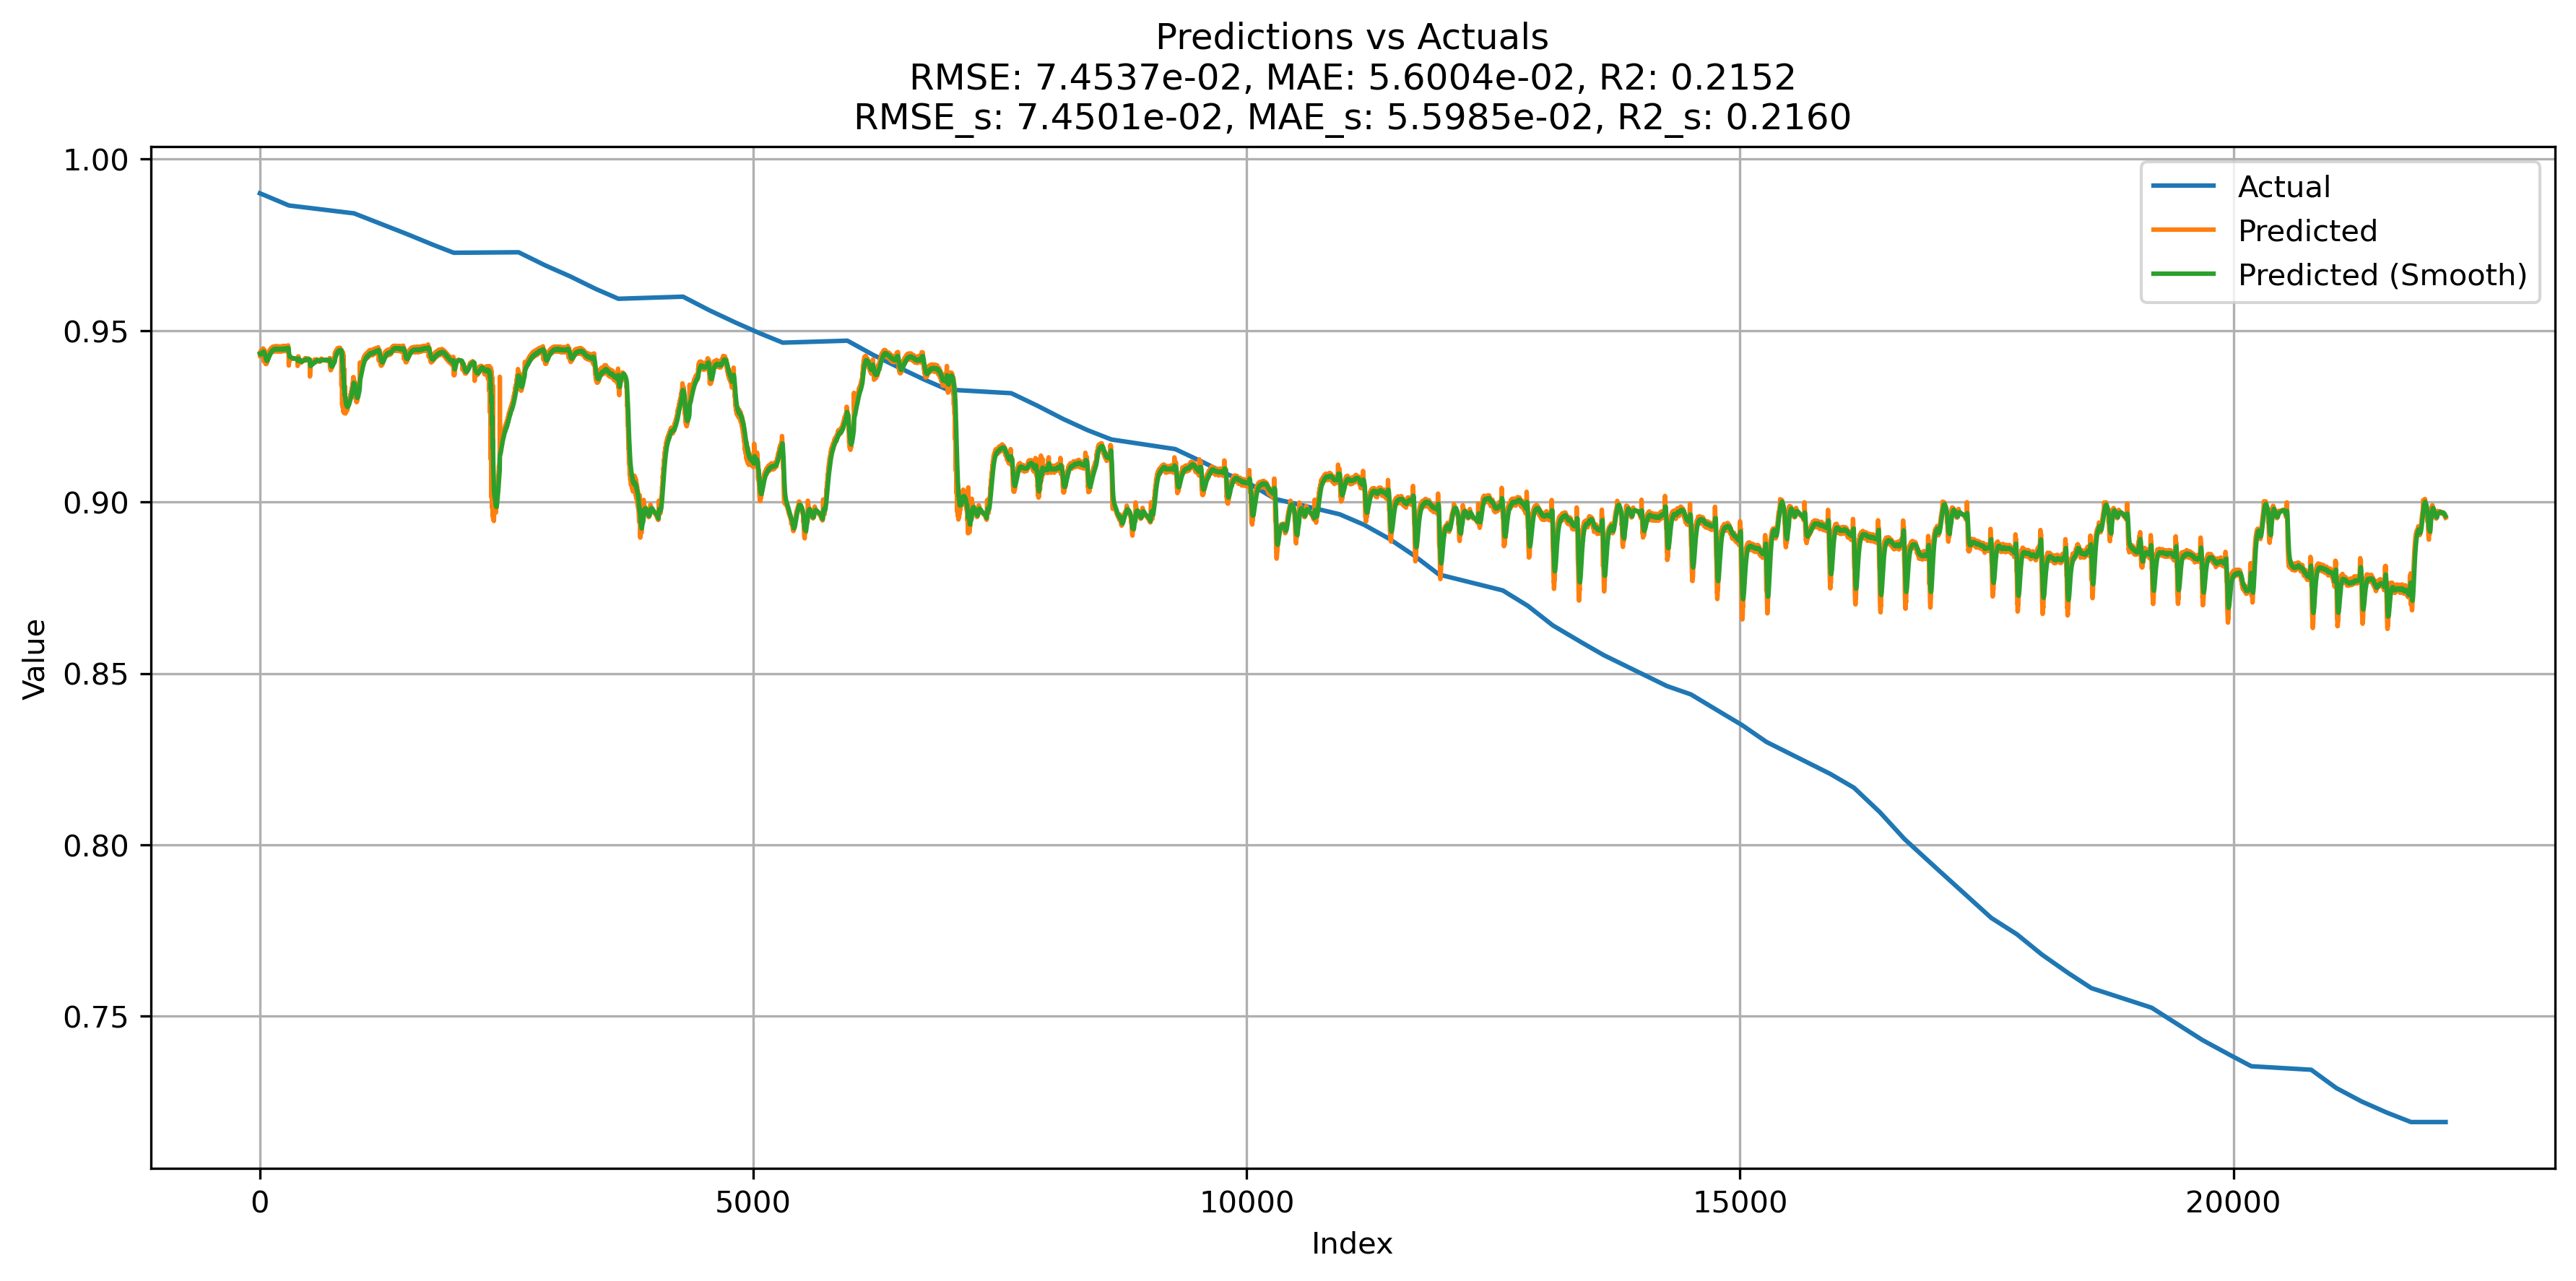 Predictions vs Actuals
RMSE: 7.4537e-02, MAE: 5.6004e-02, R2: 0.2152
RMSE_s: 7.4501e-02, MAE_s: 5.5985e-02, R2_s: 0.2160
1.00
0.95
0.90
0.85
0.80
0.75
Value
Actual
Predicted
Predicted (Smooth)
0
5000
10000
15000
20000
Index